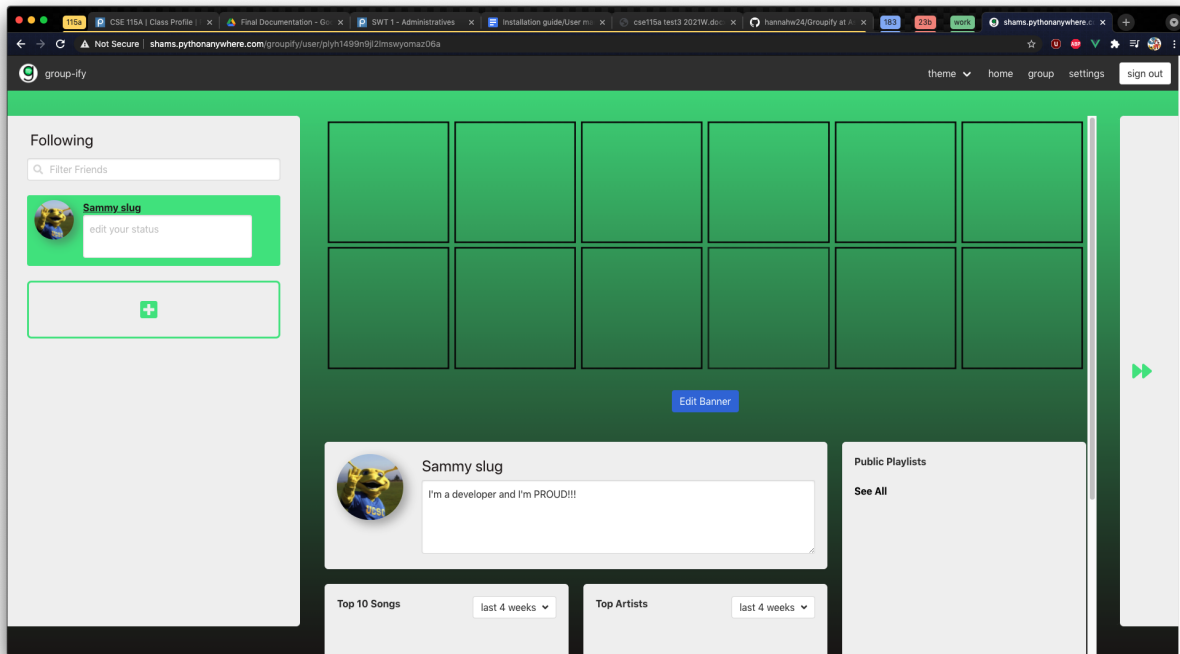 115a
CSE 115A | Class Profile |
Final Documentation - Go
SWT 1 - Administratives
Installation guide/User ma
cse115a test3 2021W.doc
hannahw24/Groupify at A
183
23b
work
shams.pythonanywhere.c
Not Secure | shams.pythonanywhere.com/groupify/user/plyh1499n9jl2lmswyomaz06a
group-ify
theme
home
group
settings
sign out
Following
Filter Friends
Sammy slug
edit your status
Edit Banner
Sammy slug
I'm a developer and I'm PROUD!!!
Public Playlists
See All
Top 10 Songs
last 4 weeks
Top Artists
last 4 weeks